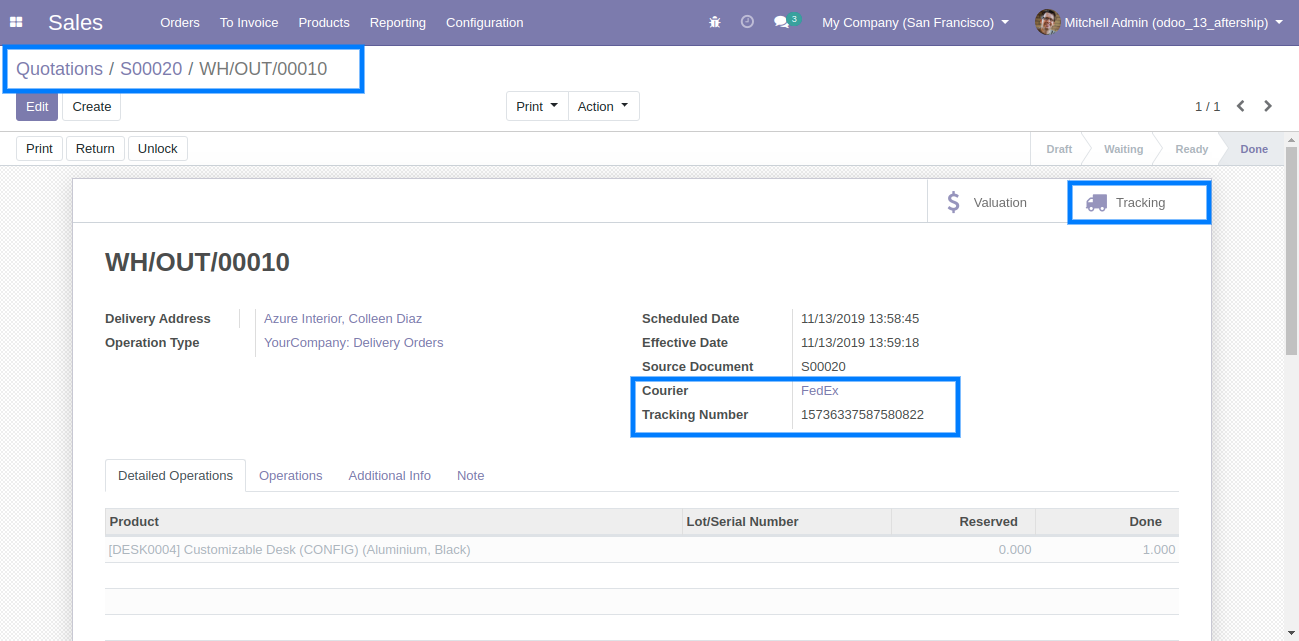 Sales Orders To Invoice Products Reporting Configuration 3 My Company (San Francisco) Mitchell Admin (odoo_13_aftership)
Quotations / S00020 / WH/OUT/00010
Edit Create Print Action 1 / 1
Print Return Unlock Draft Waiting Ready Done
$ Valuation Tracking
WH/OUT/00010
Delivery Address Azure Interior, Colleen Diaz Scheduled Date 11/13/2019 13:58:45
Operation Type YourCompany: Delivery Orders Effective Date 11/13/2019 13:59:18
Source Document S00020
Courier FedEx
Tracking Number 15736337587580822
Detailed Operations Operations Additional Info Note
Product Lot/Serial Number Reserved Done
[DESK0004] Customizable Desk (CONFIG) (Aluminium, Black) 0.000 1.000